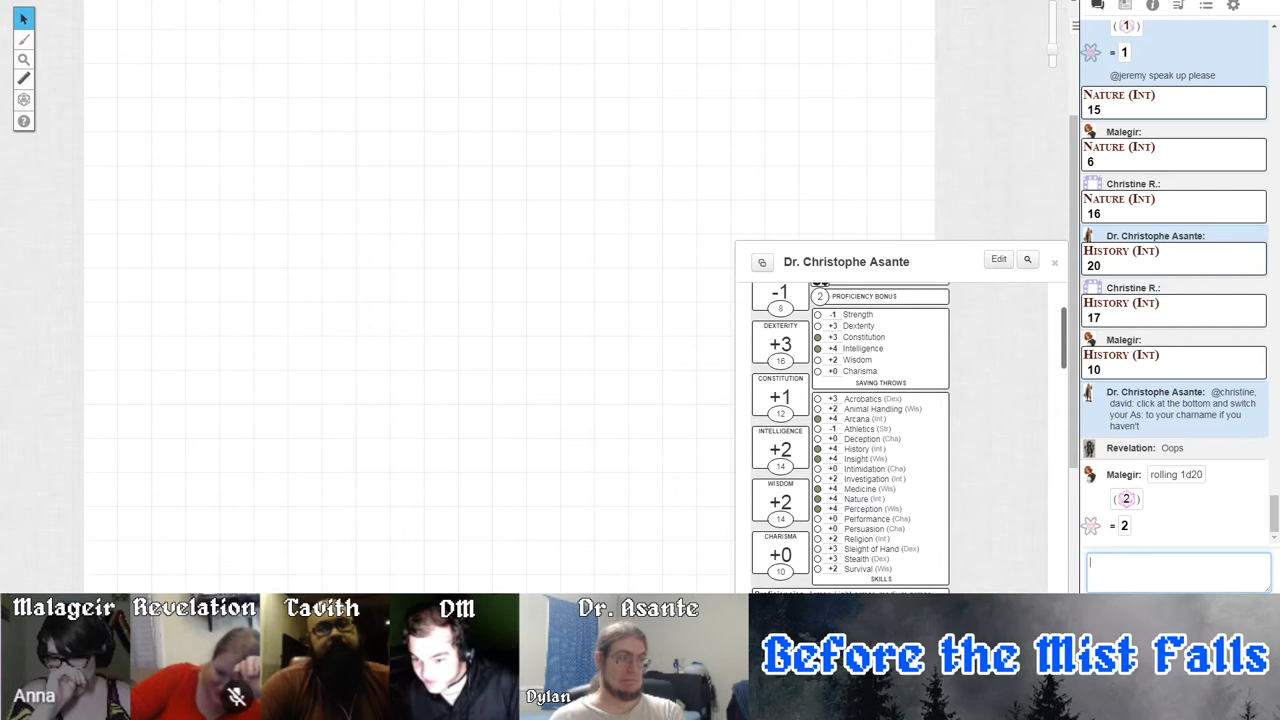 Dr. Christophe Asante
Edit
-1
8
2 PROFICIENCY BONUS
-1 Strength
+3 Dexterity
+3 Constitution
+4 Intelligence
+2 Wisdom
+0 Charisma
SAVING THROWS
DEXTERITY
+3
16
CONSTITUTION
+1
12
INTELLIGENCE
+2
14
WISDOM
+2
14
CHARISMA
+0
10
+3 Acrobatics (Dex)
+2 Animal Handling (Wis)
+4 Arcana (Int)
-1 Athletics (Str)
+0 Deception (Cha)
+4 History (Int)
+4 Insight (Wis)
+0 Intimidation (Cha)
+2 Investigation (Int)
+4 Medicine (Wis)
+4 Nature (Int)
+4 Perception (Wis)
+0 Performance (Cha)
+0 Persuasion (Cha)
+2 Religion (Int)
+3 Sleight of Hand (Dex)
+3 Stealth (Dex)
+2 Survival (Wis)
SKILLS
(1)
= 1
@jeremy speak up please
NATURE (INT)
15
Malegir:
NATURE (INT)
6
Christine R.:
NATURE (INT)
16
Dr. Christophe Asante:
HISTORY (INT)
20
Christine R.:
HISTORY (INT)
17
Malegir:
HISTORY (INT)
10
Dr. Christophe Asante: @christine,
david: click at the bottom and switch
your As: to your charname if you
haven't
Revelation: Oops
Malegir: rolling 1d20
(2)
= 2
Malageir
Revelation
Tavith
DM
Dr. Asante
Anna
Dylan
Before the Mist Falls